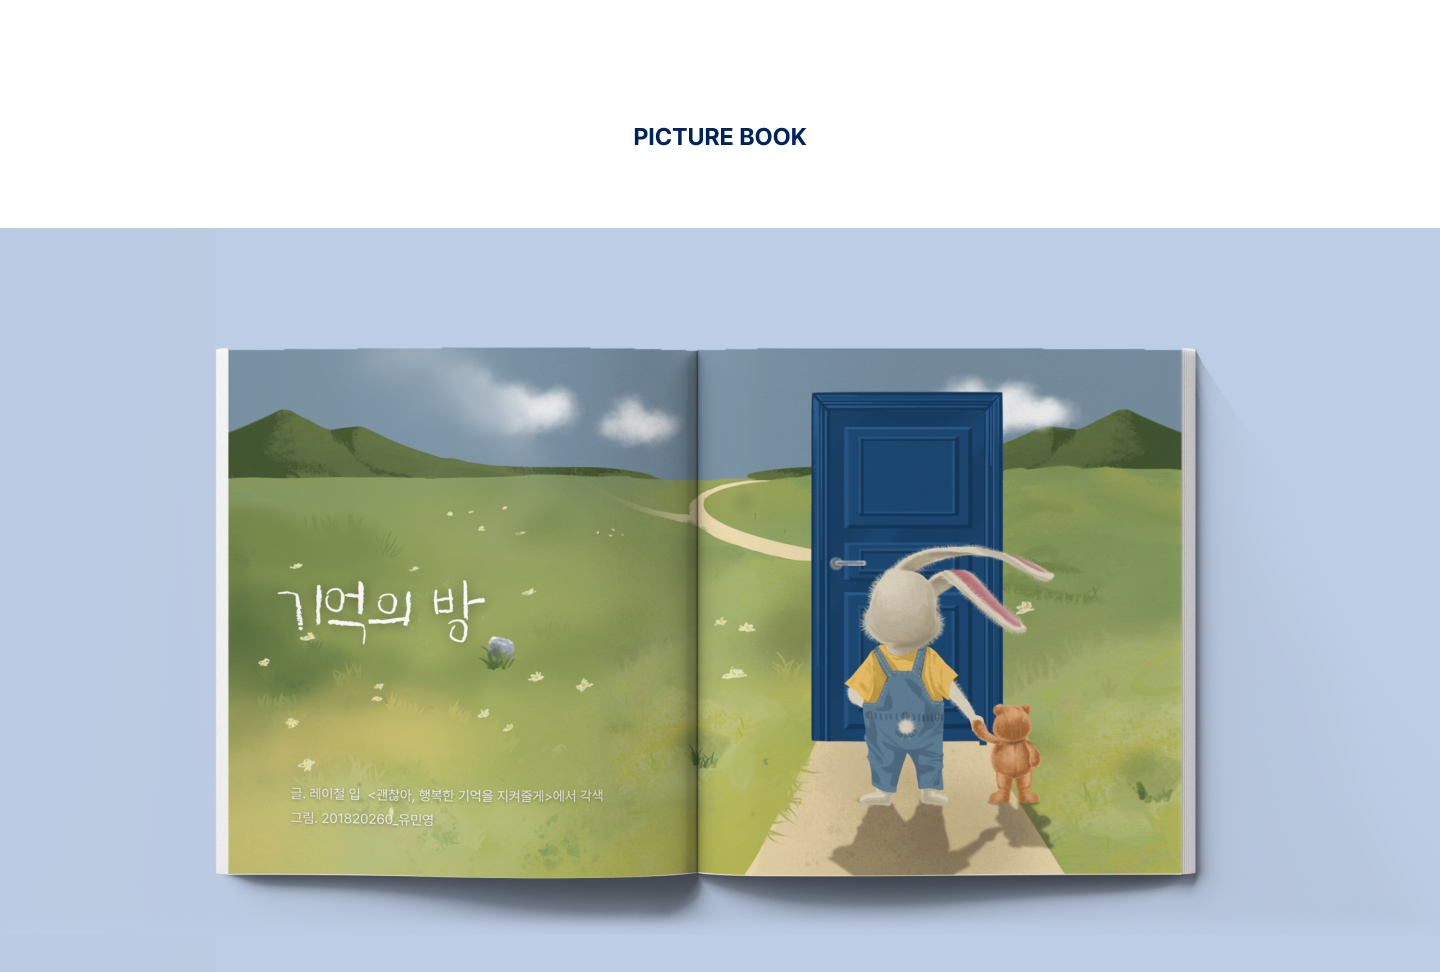 PICTURE BOOK
기억의 방
글. 레이첼 입 <괜찮아, 행복한 기억을 지켜줄게>에서 각색
그림. 201820260_유민영